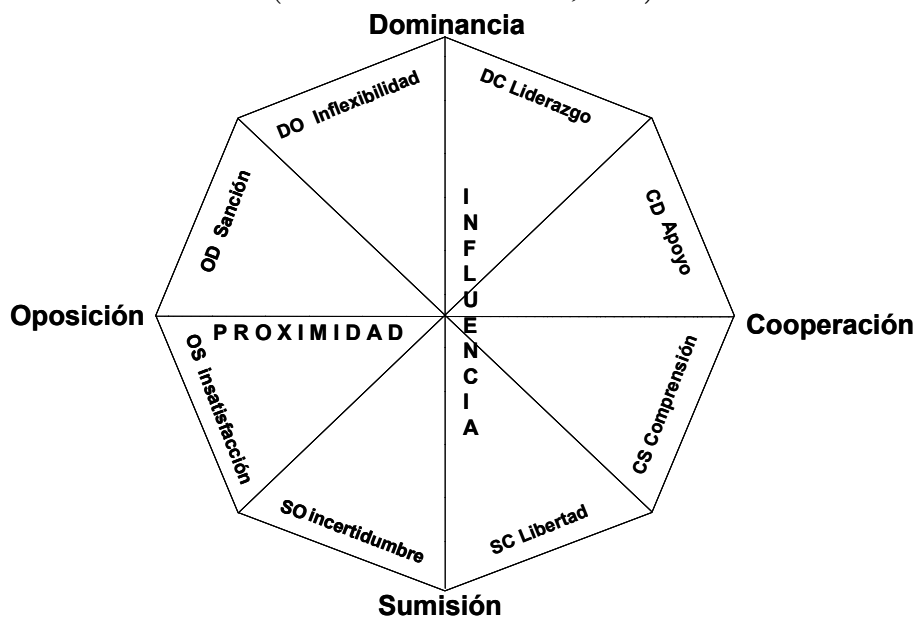 Dominancia
DO Inflexibilidad
DC Liderazgo
OD Sanción
CD Apoyo
INFLUENCIA
Oposición
PROXIMIDAD
Cooperación
OS insatisfacción
CS Comprensión
SO incertidumbre
SC Libertad
Sumisión